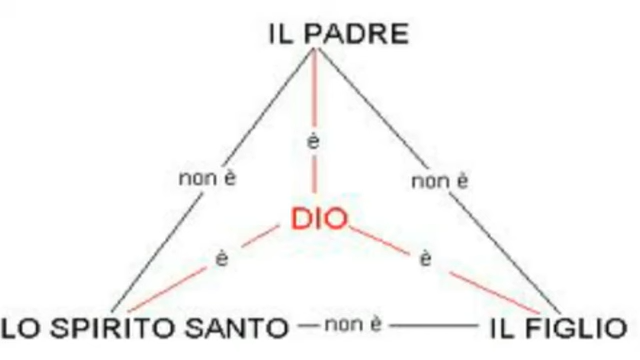 IL PADRE
è
non è
non è
DIO
è
è
LO SPIRITO SANTO
non è
IL FIGLIO